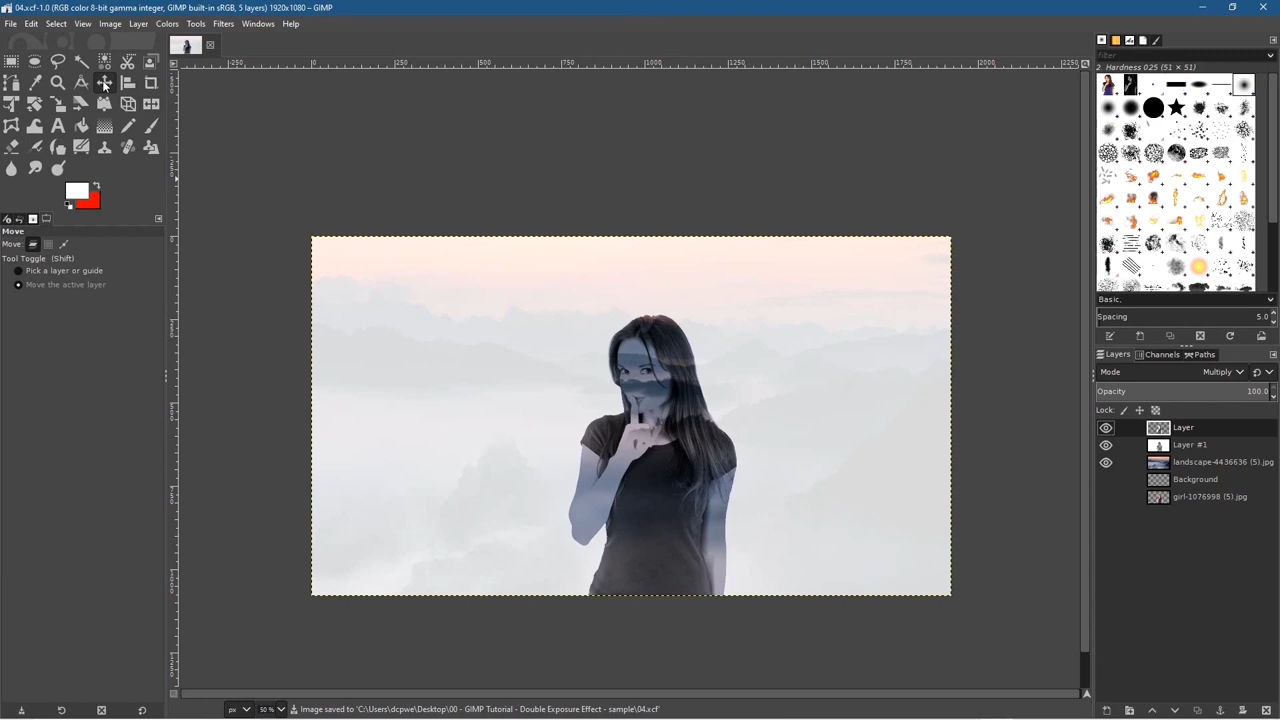 04.xcf-1.0 (RGB color 8-bit gamma integer, GIMP built-in sRGB, 5 layers) 1920x1080 – GIMP
File Edit Select View Image Layer Colors Tools Filters Windows Help
filter
2. Hardness 025 (51 × 51)
Move
Move:
Tool Toggle (Shift)
Pick a layer or guide
Move the active layer
-250 0 250 500 750 1000 1250 1500 1750 2000 2250
Basic,
Spacing 5.0
Layers Channels Paths
Mode Multiply
Opacity 100.0
Lock:
Layer
Layer #1
landscape-4436636 (5).jpg
Background
girl-1076998 (5).jpg
px 50 % Image saved to 'C:\Users\dcpwe\Desktop\00 - GIMP Tutorial - Double Exposure Effect - sample\04.xcf'